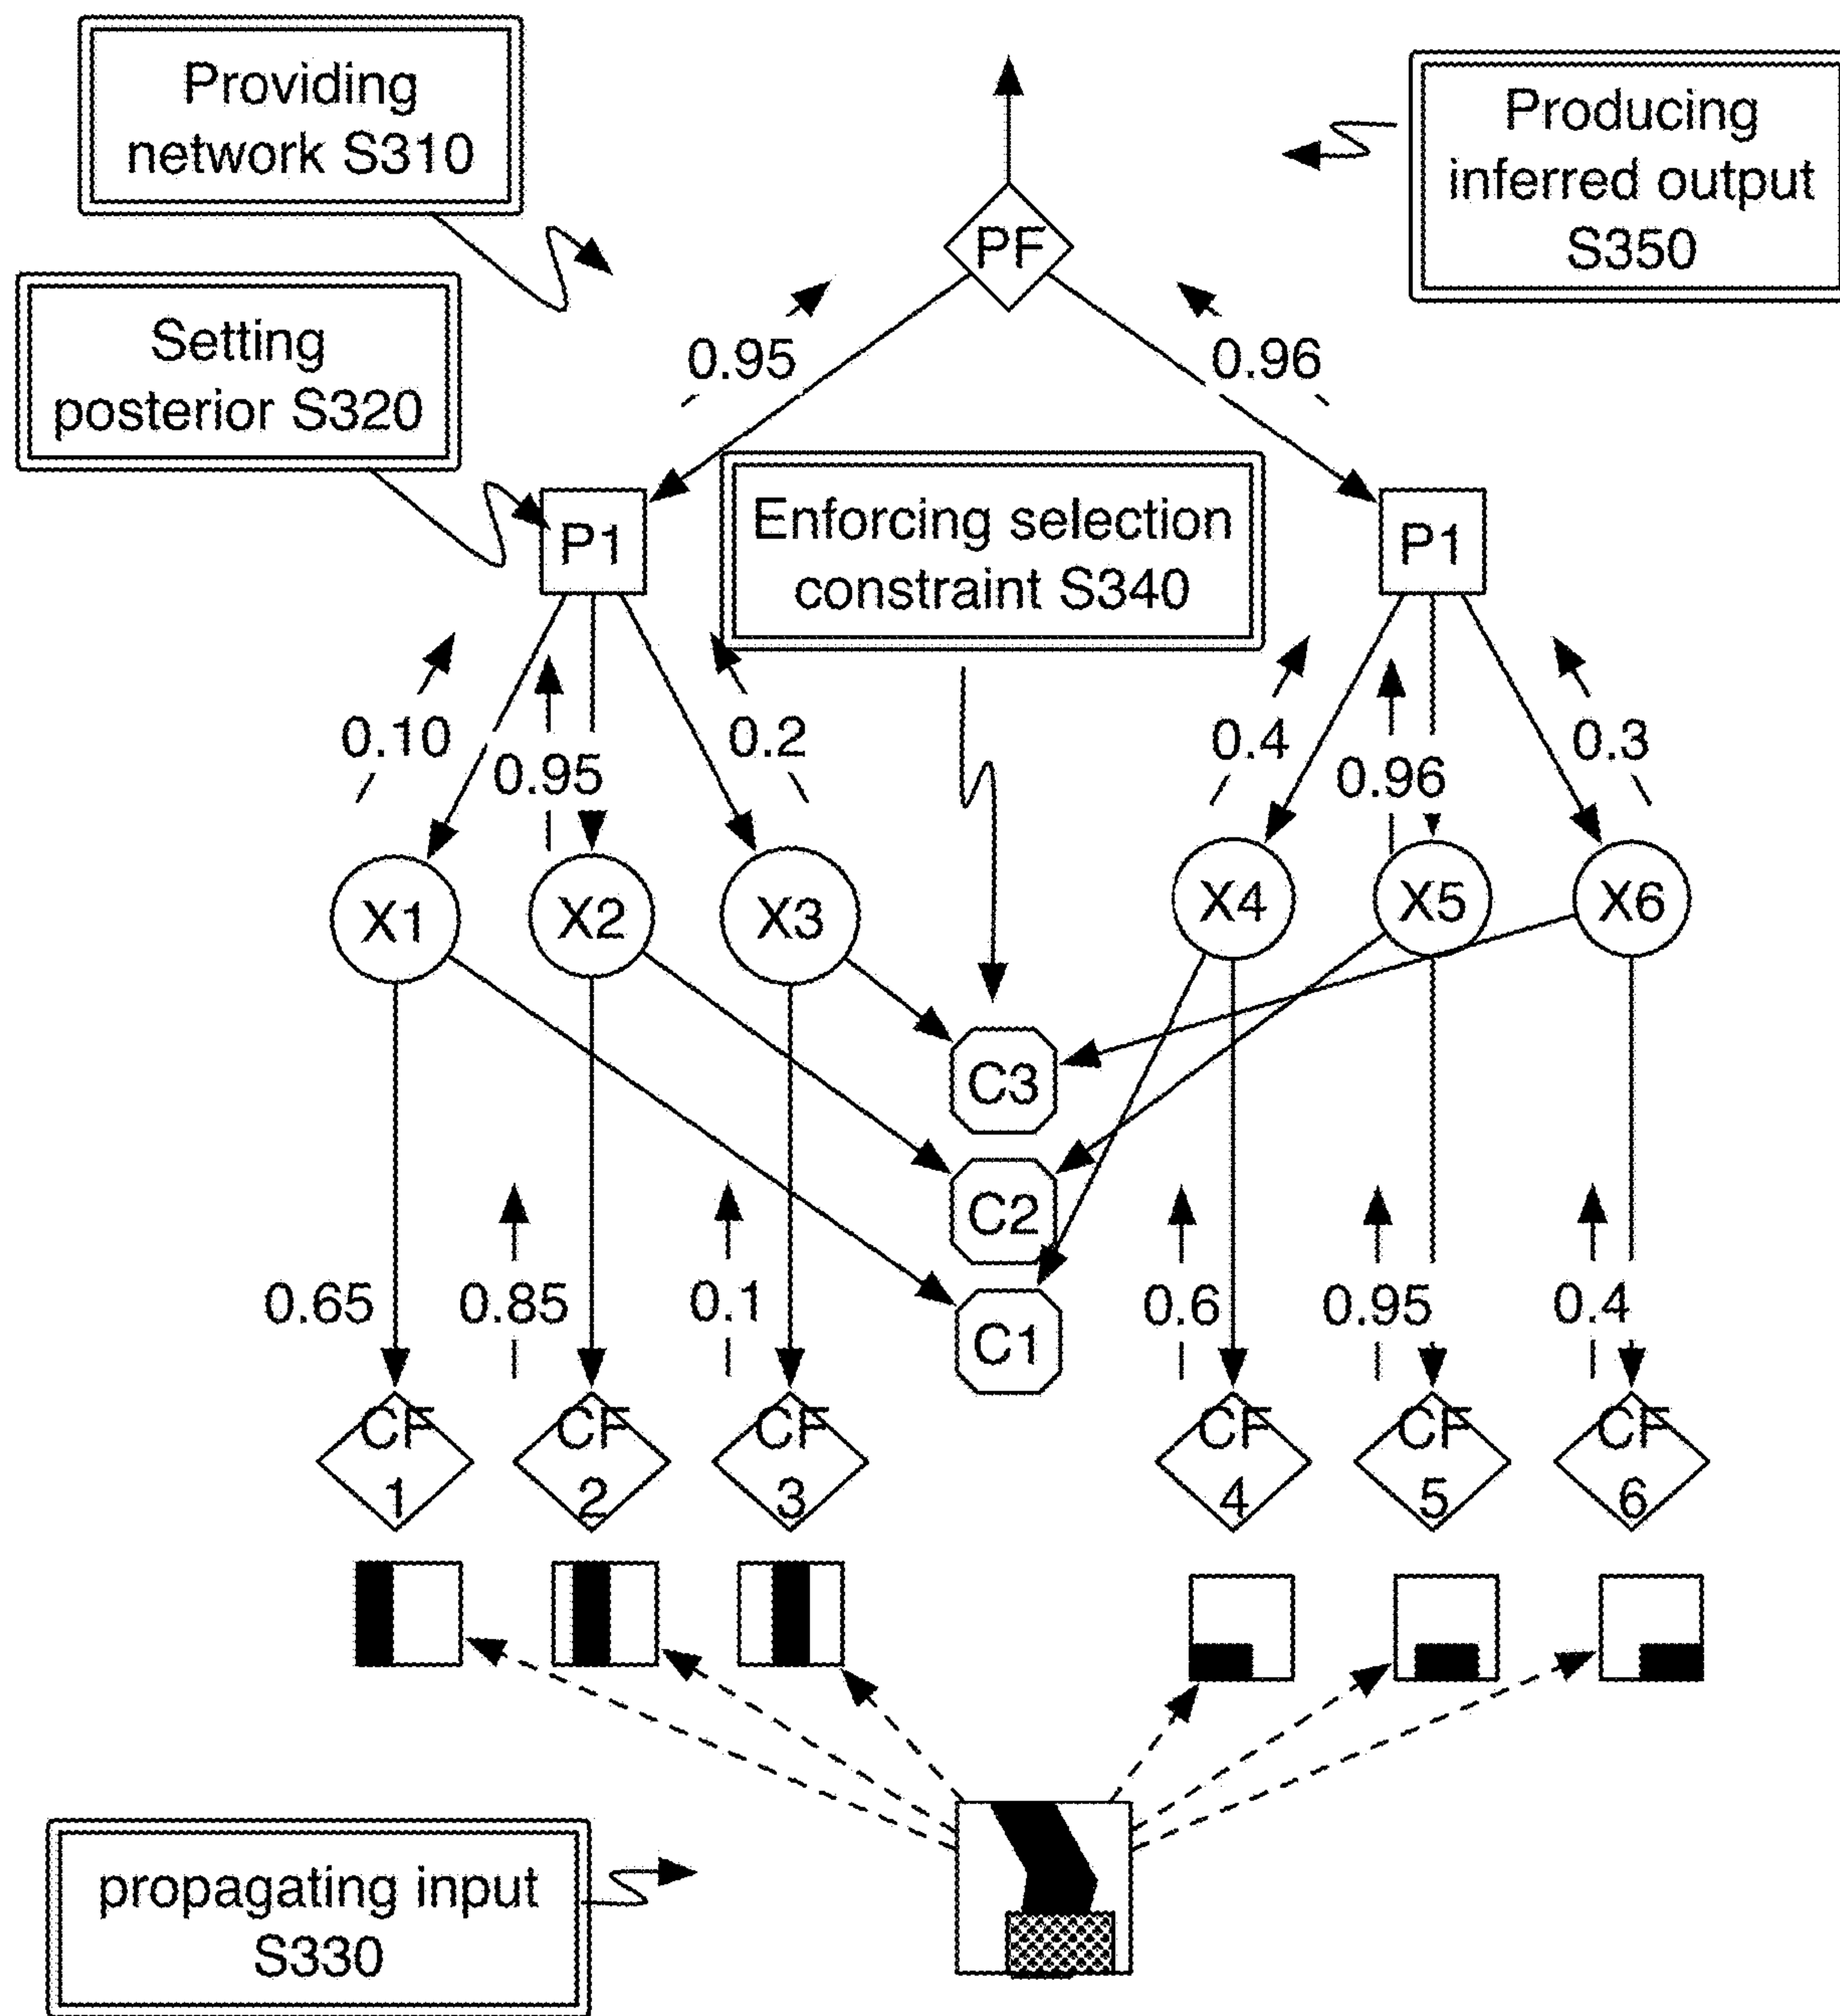 Providing
network S310
Producing
inferred output
S350
PF
Setting
posterior S320
0.95
0.96
P1
Enforcing selection
constraint S340
P1
0.10
0.95
0.2
0.4
0.96
0.3
X1
X2
X3
X4
X5
X6
C3
C2
C1
0.65
0.85
0.1
0.6
0.95
0.4
CF
1
CF
2
CF
3
CF
4
CF
5
CF
6
propagating input
S330